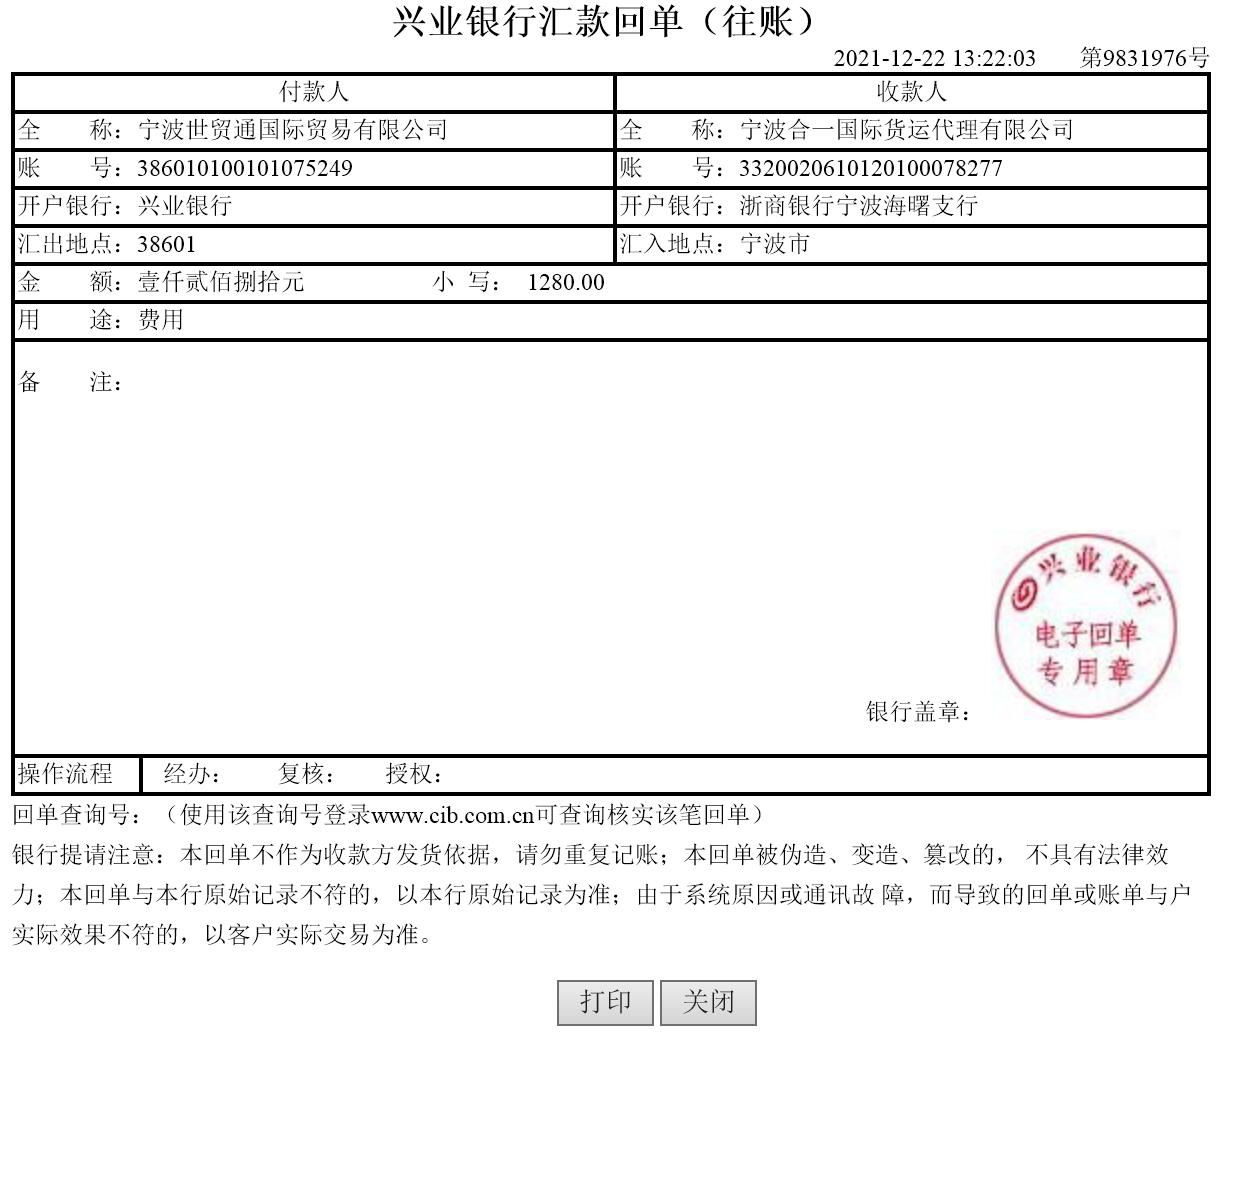 兴业银行汇款回单（往账）
2021-12-22 13:22:03 第9831976号
付款人 收款人
全 称：宁波世贸通国际贸易有限公司 全 称：宁波合一国际货运代理有限公司
账 号：386010100101075249 账 号：3320020610120100078277
开户银行：兴业银行 开户银行：浙商银行宁波海曙支行
汇出地点：38601 汇入地点：宁波市
金 额：壹仟贰佰捌拾元 小 写： 1280.00
用 途：费用
备 注：
兴业银行
电子回单
专用章
银行盖章：
操作流程 经办： 复核： 授权：
回单查询号：（使用该查询号登录www.cib.com.cn可查询核实该笔回单）
银行提请注意：本回单不作为收款方发货依据，请勿重复记账；本回单被伪造、变造、篡改的， 不具有法律效
力；本回单与本行原始记录不符的，以本行原始记录为准；由于系统原因或通讯故 障，而导致的回单或账单与户
实际效果不符的，以客户实际交易为准。
打印 关闭